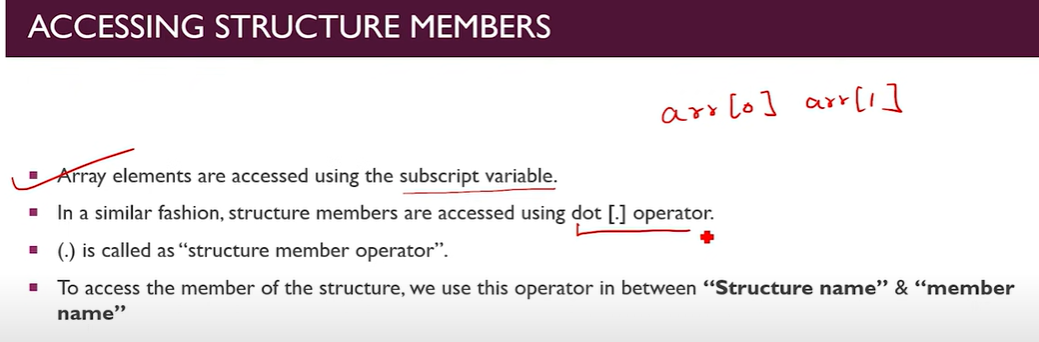 ACCESSING STRUCTURE MEMBERS
arr[0] arr[1]
▪ Array elements are accessed using the subscript variable.
▪ In a similar fashion, structure members are accessed using dot [.] operator.
▪ (.) is called as “structure member operator”.
▪ To access the member of the structure, we use this operator in between “Structure name” & “member
name”